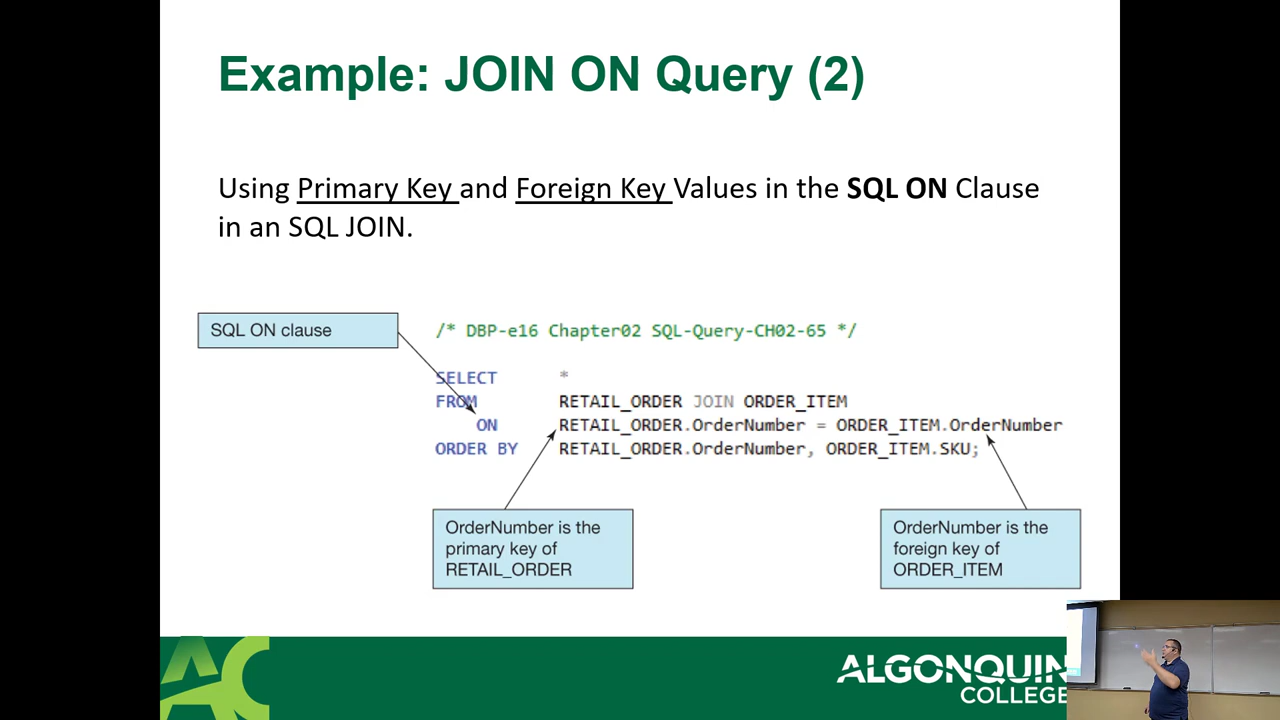 Example: JOIN ON Query (2)
Using Primary Key and Foreign Key Values in the SQL ON Clause
in an SQL JOIN.
SQL ON clause
/* DBP-e16 Chapter02 SQL-Query-CH02-65 */
SELECT *
FROM RETAIL_ORDER JOIN ORDER_ITEM
ON RETAIL_ORDER.OrderNumber = ORDER_ITEM.OrderNumber
ORDER BY RETAIL_ORDER.OrderNumber, ORDER_ITEM.SKU;
OrderNumber is the
primary key of
RETAIL_ORDER
OrderNumber is the
foreign key of
ORDER_ITEM
AC
ALGONQUIN
COLLEGE